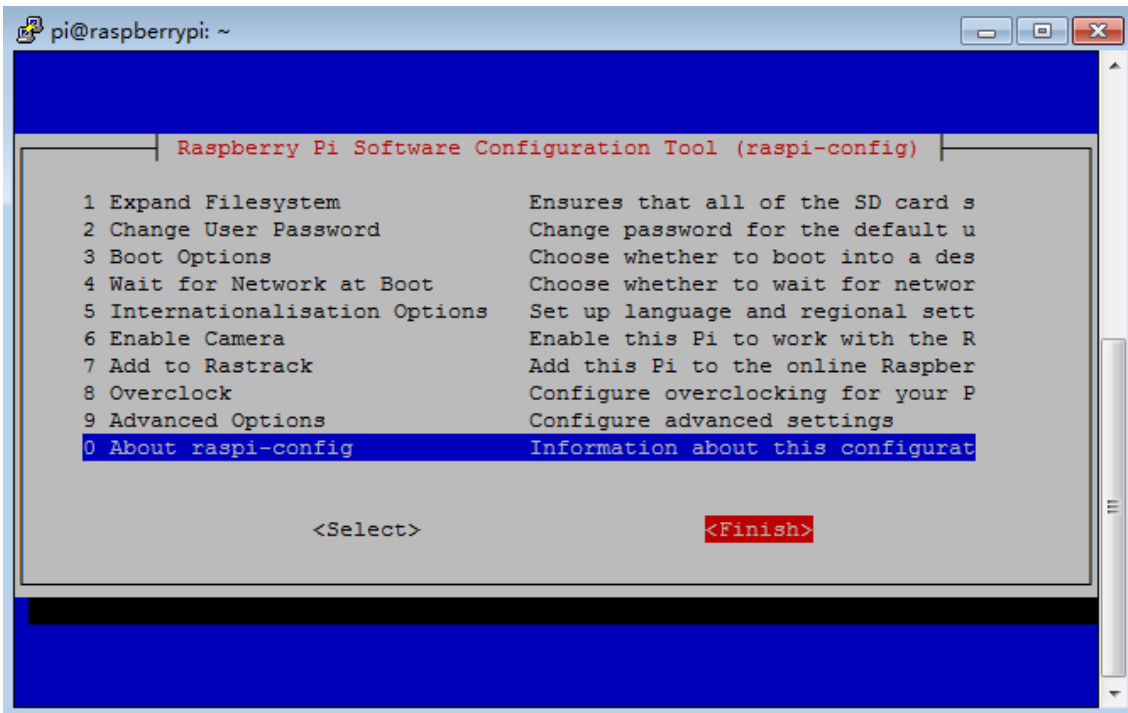 pi@raspberrypi: ~
Raspberry Pi Software Configuration Tool (raspi-config)
1 Expand Filesystem Ensures that all of the SD card s
2 Change User Password Change password for the default u
3 Boot Options Choose whether to boot into a des
4 Wait for Network at Boot Choose whether to wait for networ
5 Internationalisation Options Set up language and regional sett
6 Enable Camera Enable this Pi to work with the R
7 Add to Rastrack Add this Pi to the online Raspber
8 Overclock Configure overclocking for your P
9 Advanced Options Configure advanced settings
0 About raspi-config Information about this configurat
<Select> <Finish>